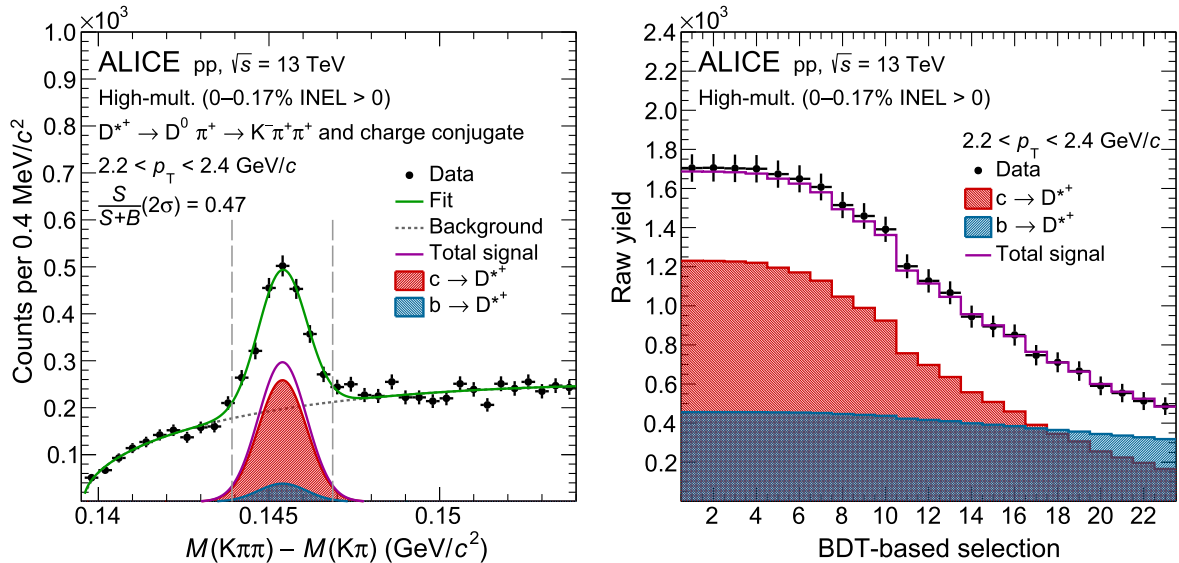 ×10³
1.0
0.9
0.8
0.7
0.6
0.5
0.4
0.3
0.2
0.1
Counts per 0.4 MeV/c²
ALICE pp, √s = 13 TeV
High-mult. (0–0.17% INEL > 0)
D*⁺ → D⁰ π⁺ → K⁻π⁺π⁺ and charge conjugate
2.2 < p_T < 2.4 GeV/c
S/(S+B) (2σ) = 0.47
Data
Fit
Background
Total signal
c → D*⁺
b → D*⁺
0.14 0.145 0.15
M(Kππ) – M(Kπ) (GeV/c²)
×10³
2.4
2.2
2.0
1.8
1.6
1.4
1.2
1.0
0.8
0.6
0.4
0.2
Raw yield
ALICE pp, √s = 13 TeV
High-mult. (0–0.17% INEL > 0)
2.2 < p_T < 2.4 GeV/c
Data
c → D*⁺
b → D*⁺
Total signal
2 4 6 8 10 12 14 16 18 20 22
BDT-based selection